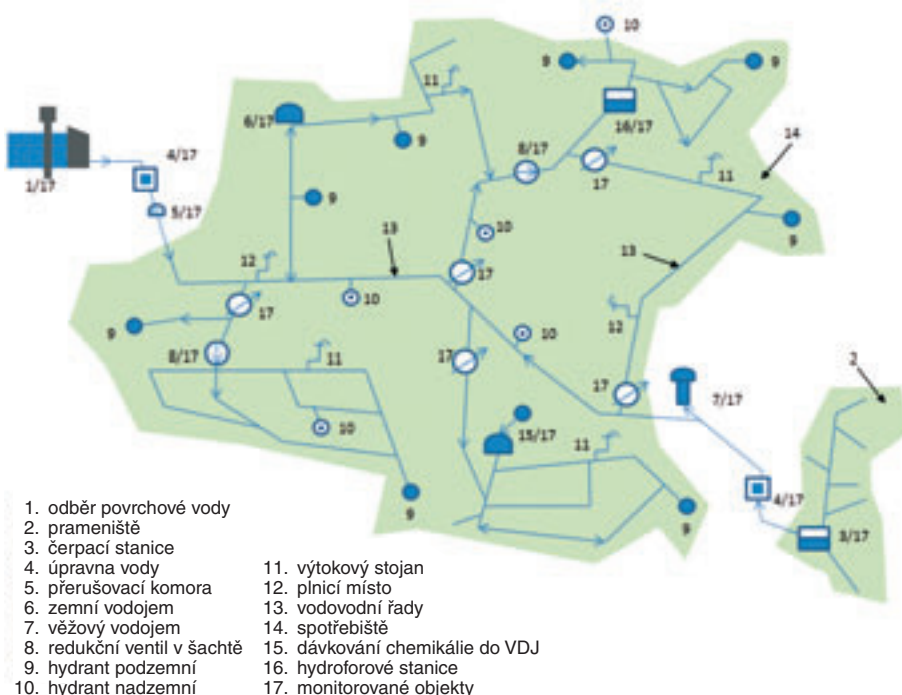 10
9
9
11
6/17
16/17
14
4/17
9
8/17
1/17
17
11
5/17
9
13
10
9
12
17
13
10
17
10
12
9
8/17
11
17
17
2
7/17
15/17
10
11
4/17
9
9
3/17
1. odběr povrchové vody
2. prameniště
3. čerpací stanice
4. úpravna vody
5. přerušovací komora
6. zemní vodojem
7. věžový vodojem
8. redukční ventil v šachtě
9. hydrant podzemní
10. hydrant nadzemní
11. výtokový stojan
12. plnicí místo
13. vodovodní řady
14. spotřebiště
15. dávkování chemikálie do VDJ
16. hydroforové stanice
17. monitorované objekty